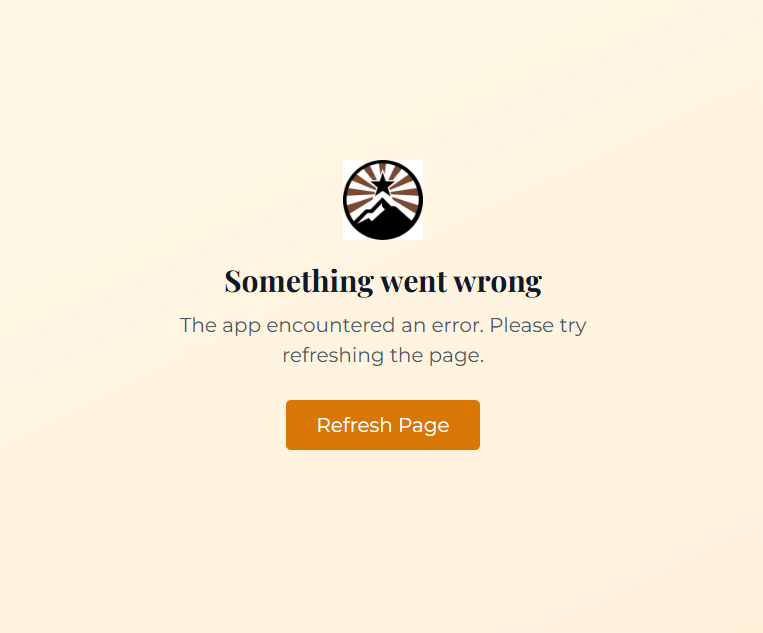 Something went wrong
The app encountered an error. Please try
refreshing the page.
Refresh Page